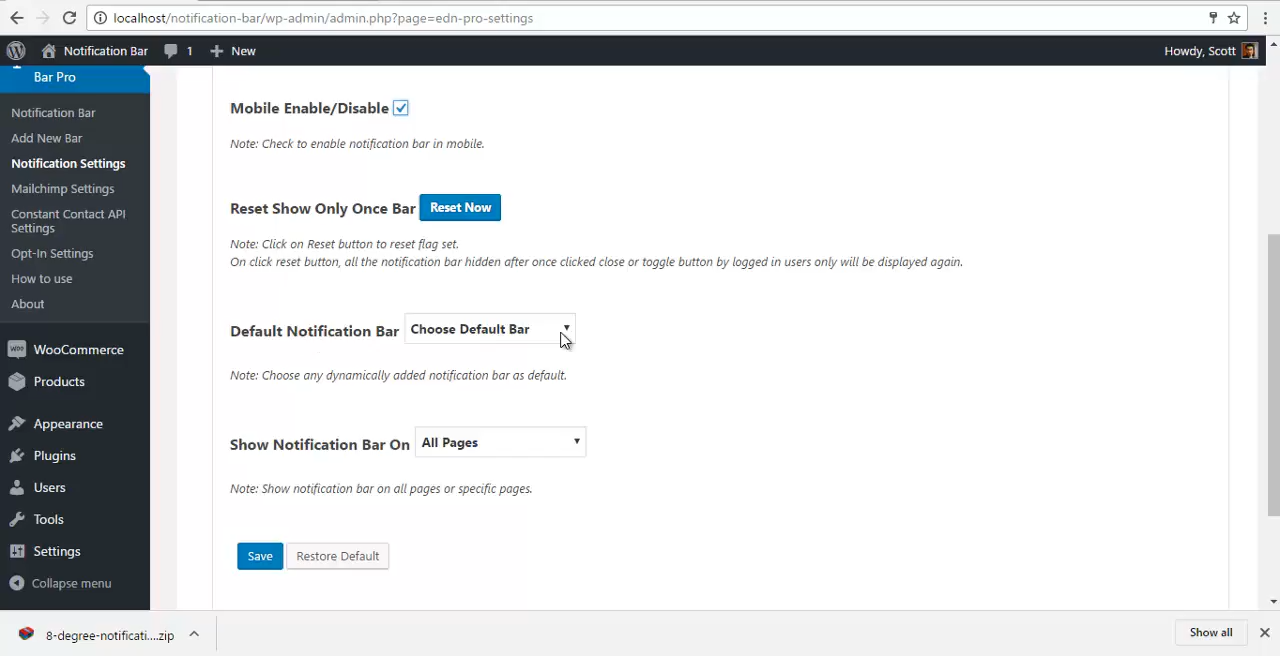 localhost/notification-bar/wp-admin/admin.php?page=edn-pro-settings
Notification Bar 1 New Howdy, Scott
Bar Pro
Notification Bar
Add New Bar
Notification Settings
Mailchimp Settings
Constant Contact API
Settings
Opt-In Settings
How to use
About
WooCommerce
Products
Appearance
Plugins
Users
Tools
Settings
Collapse menu
Mobile Enable/Disable
Note: Check to enable notification bar in mobile.
Reset Show Only Once Bar Reset Now
Note: Click on Reset button to reset flag set.
On click reset button, all the notification bar hidden after once clicked close or toggle button by logged in users only will be displayed again.
Default Notification Bar Choose Default Bar
Note: Choose any dynamically added notification bar as default.
Show Notification Bar On All Pages
Note: Show notification bar on all pages or specific pages.
Save Restore Default
8-degree-notificati....zip Show all